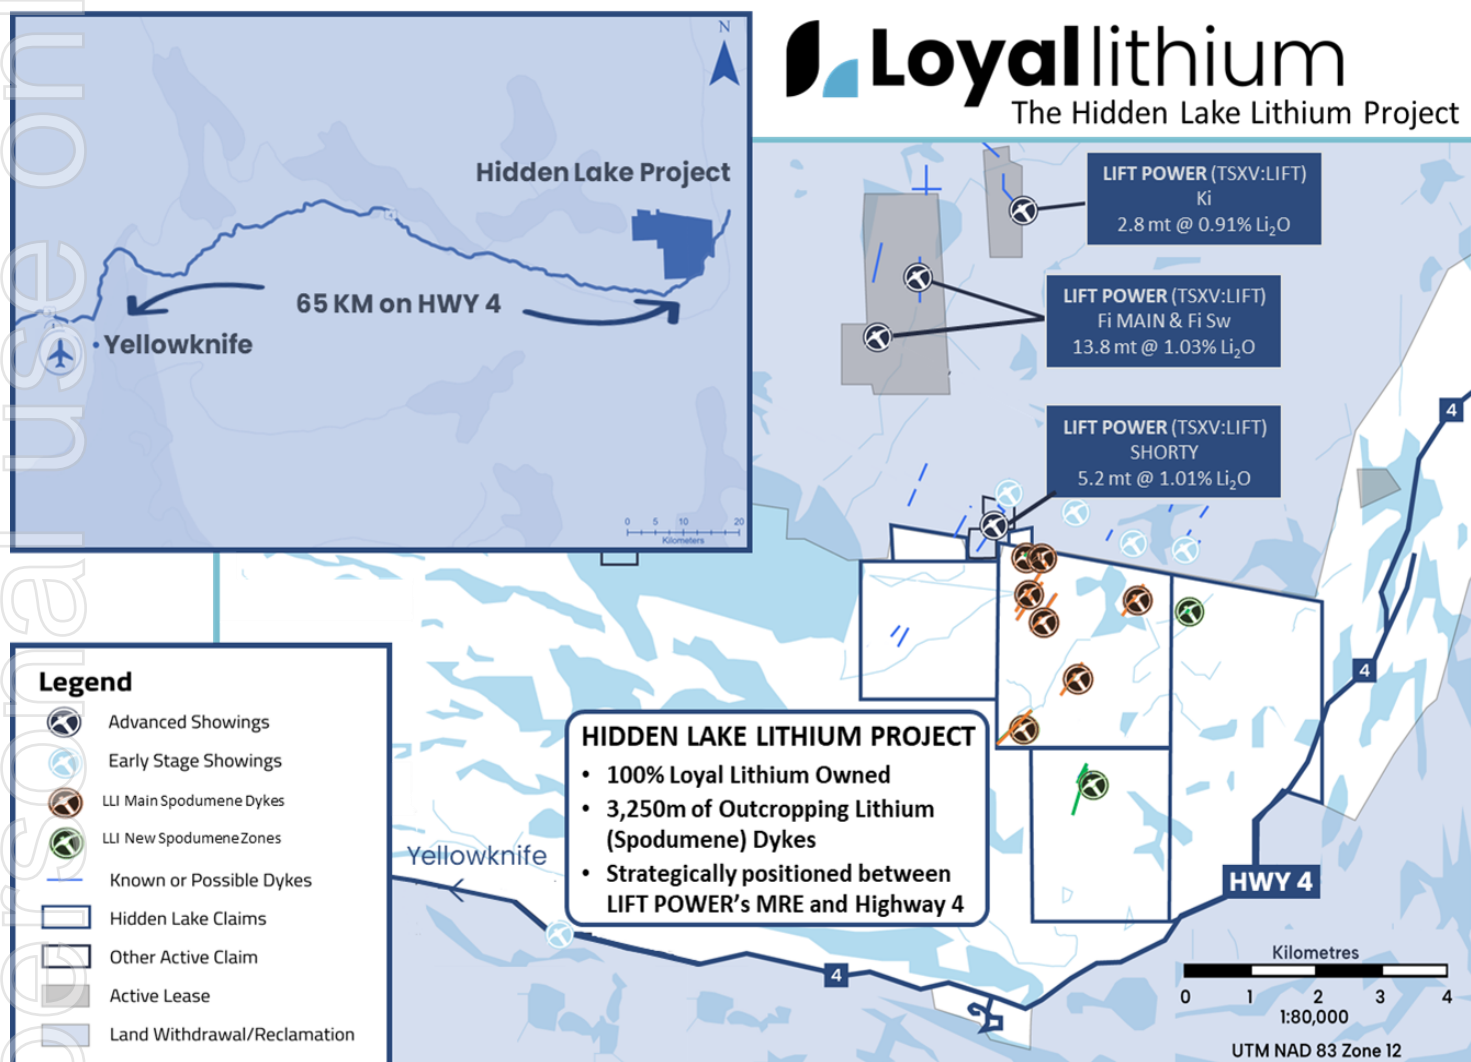 ersonal use on
N
Hidden Lake Project
65 KM on HWY 4
Yellowknife
0 5 10 20
Kilometers
Loyallithium
The Hidden Lake Lithium Project
LIFT POWER (TSXV:LIFT)
Ki
2.8 mt @ 0.91% Li₂O
LIFT POWER (TSXV:LIFT)
Fi MAIN & Fi Sw
13.8 mt @ 1.03% Li₂O
LIFT POWER (TSXV:LIFT)
SHORTY
5.2 mt @ 1.01% Li₂O
4
4
Legend
Advanced Showings
Early Stage Showings
LLI Main Spodumene Dykes
LLI New Spodumene Zones
Known or Possible Dykes
Hidden Lake Claims
Other Active Claim
Active Lease
Land Withdrawal/Reclamation
HIDDEN LAKE LITHIUM PROJECT
• 100% Loyal Lithium Owned
• 3,250m of Outcropping Lithium
(Spodumene) Dykes
• Strategically positioned between
LIFT POWER's MRE and Highway 4
Yellowknife
HWY 4
4
Kilometres
0 1 2 3 4
1:80,000
UTM NAD 83 Zone 12